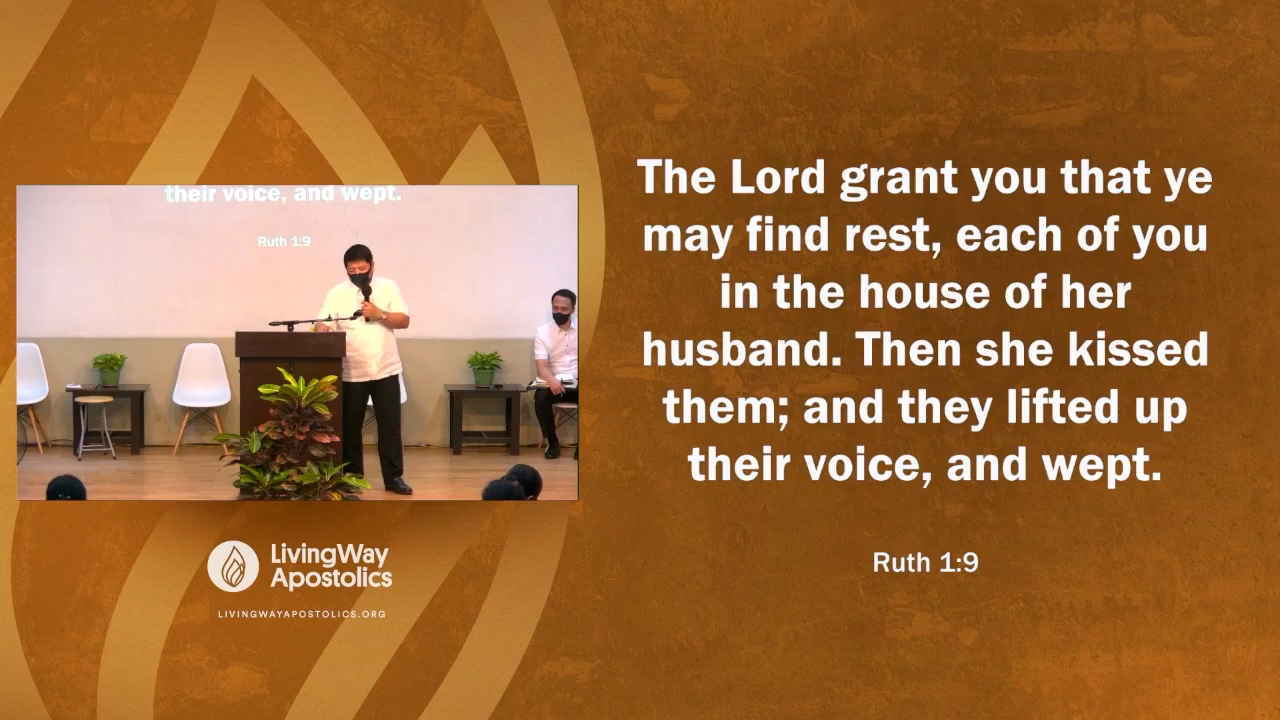 their voice, and wept.
Ruth 1:9
The Lord grant you that ye
may find rest, each of you
in the house of her
husband. Then she kissed
them; and they lifted up
their voice, and wept.
Ruth 1:9
LivingWay
Apostolics
LIVINGWAYAPOSTOLICS.ORG